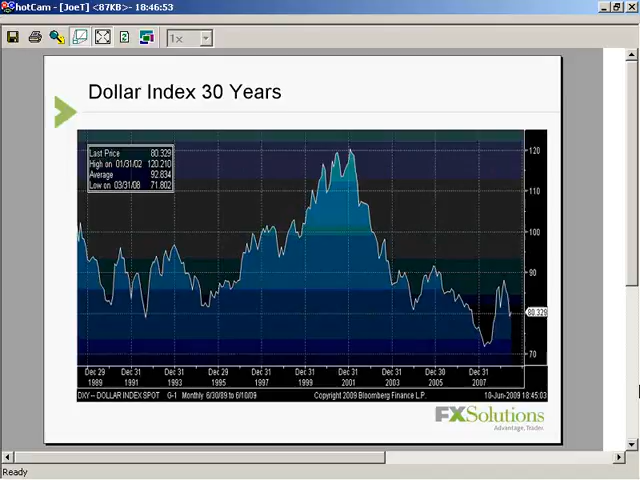 hotCam - [JoeT] <87KB> - 18:46:53
1x
Dollar Index 30 Years
Last Price 80.329
High on 01/31/02 120.210
Average 92.834
Low on 03/31/08 71.802
120
110
100
90
80.329
70
Dec 29 Dec 31 Dec 31 Dec 29 Dec 31 Dec 31 Dec 31 Dec 31 Dec 30 Dec 31
1989 1991 1993 1995 1997 1999 2001 2003 2005 2007
DXY -- DOLLAR INDEX SPOT G-1 Monthly 6/30/89 to 6/10/09 Copyright 2009 Bloomberg Finance L.P. 10-Jun-2009 18:45:03
FXSolutions
Advantage, Trader.
Ready